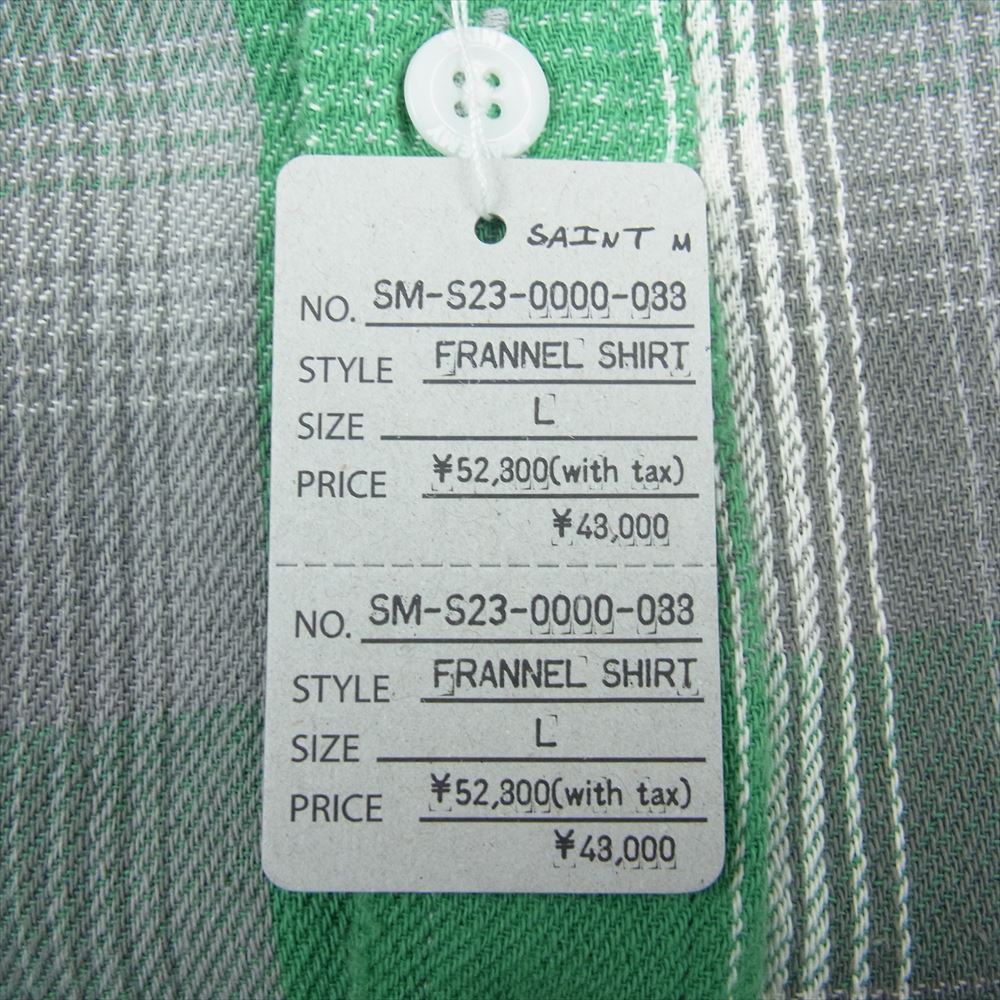 SAINT M
NO. SM-S23-0000-088
STYLE FRANNEL SHIRT
SIZE L
PRICE ¥52,800(with tax)
¥48,000
NO. SM-S23-0000-088
STYLE FRANNEL SHIRT
SIZE L
PRICE ¥52,800(with tax)
¥48,000